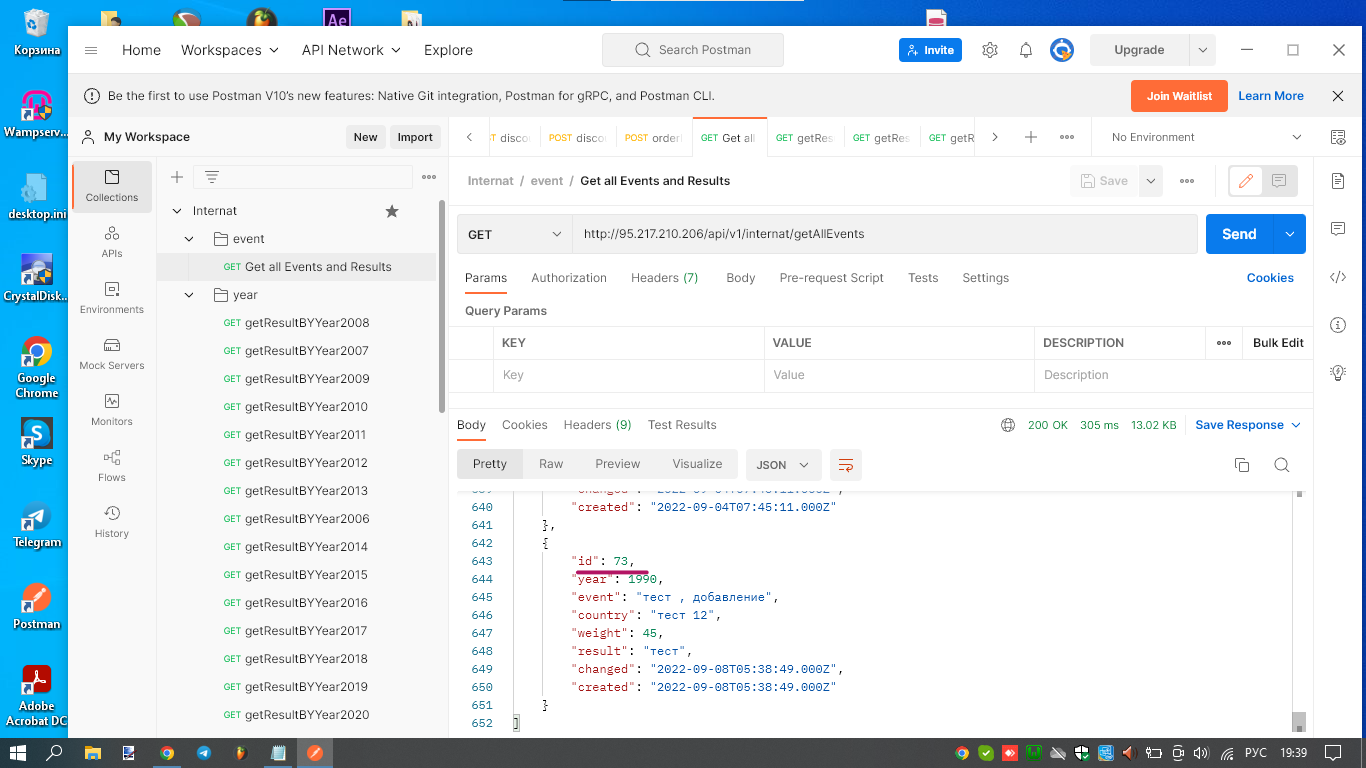 Корзина
Ae
Ai
Home Workspaces API Network Explore
Search Postman
Invite
Upgrade
Be the first to use Postman V10's new features: Native Git integration, Postman for gRPC, and Postman CLI.
Join Waitlist
Learn More
Wampserv...
My Workspace
New
Import
POST
GET Get all
GET getRes
GET getRes
GET getR
No Environment
desktop.ini
CrystalDisk...
Google Chrome
Skype
Telegram
Postman
Adobe Acrobat DC
Collections
APIs
Environments
Mock Servers
Monitors
Flows
History
Internat
event
GET Get all Events and Results
year
GET getResultBYYear2008
GET getResultBYYear2007
GET getResultBYYear2009
GET getResultBYYear2010
GET getResultBYYear2011
GET getResultBYYear2012
GET getResultBYYear2013
GET getResultBYYear2006
GET getResultBYYear2014
GET getResultBYYear2015
GET getResultBYYear2016
GET getResultBYYear2017
GET getResultBYYear2018
GET getResultBYYear2019
GET getResultBYYear2020
Internat / event / Get all Events and Results
Save
GET
http://95.217.210.206/api/v1/internat/getAllEvents
Send
Params Authorization Headers (7) Body Pre-request Script Tests Settings
Cookies
Query Params
KEY VALUE DESCRIPTION
Bulk Edit
Key Value Description
Body Cookies Headers (9) Test Results
200 OK 305 ms 13.02 KB Save Response
Pretty Raw Preview Visualize
JSON
640 "created": "2022-09-04T07:45:11.000Z"
641 },
642 {
643 "id": 73,
644 "year": 1990,
645 "event": "тест , добавление",
646 "country": "тест 12",
647 "weight": 45,
648 "result": "тест",
649 "changed": "2022-09-08T05:38:49.000Z",
650 "created": "2022-09-08T05:38:49.000Z"
651 }
652 ]
РУС
19:39